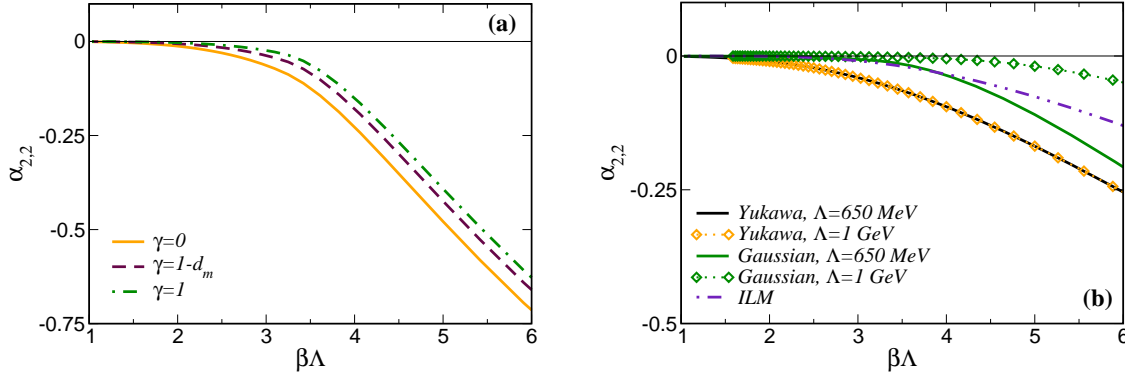 (a)
0
-0.25
-0.5
-0.75
α2,2
γ=0
γ=1-dm
γ=1
1 2 3 4 5 6
βΛ
(b)
0
-0.25
-0.5
α2,2
Yukawa, Λ=650 MeV
Yukawa, Λ=1 GeV
Gaussian, Λ=650 MeV
Gaussian, Λ=1 GeV
ILM
1 2 3 4 5 6
βΛ